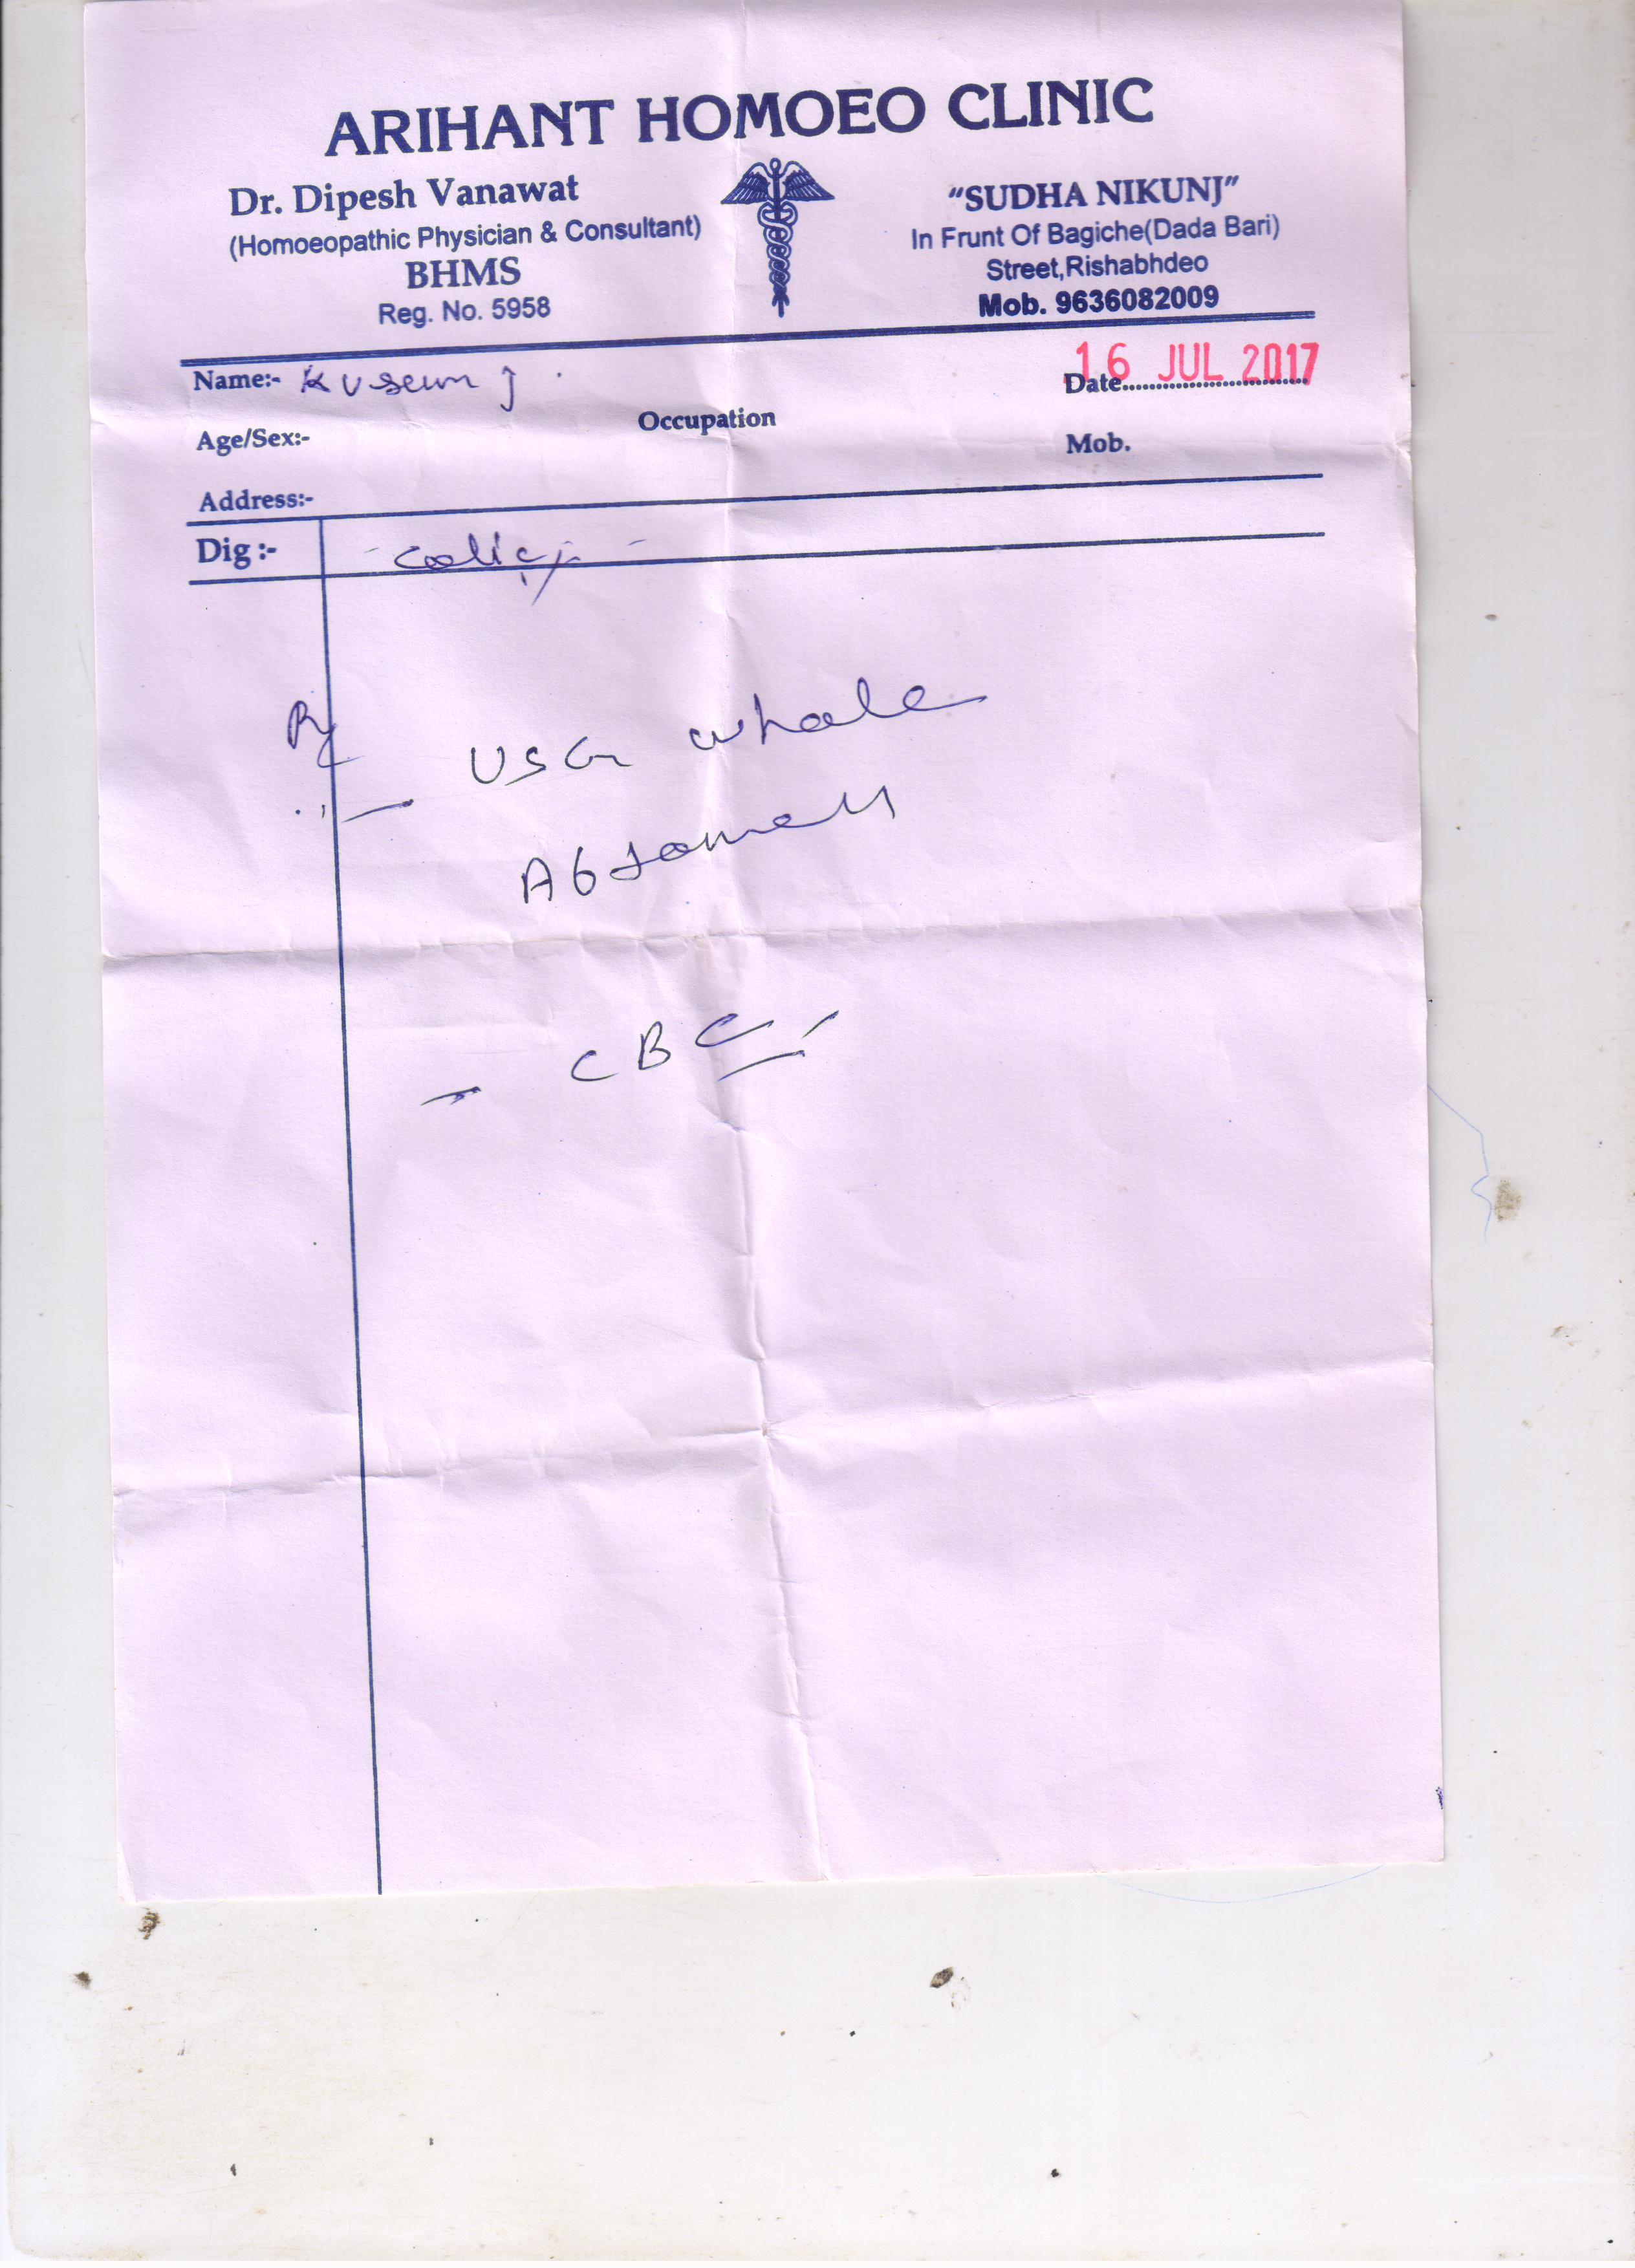 ARIHANT HOMOEO CLINIC
Dr. Dipesh Vanawat
(Homoeopathic Physician & Consultant)
BHMS
Reg. No. 5958
"SUDHA NIKUNJ"
In Frunt Of Bagiche(Dada Bari)
Street,Rishabhdeo
Mob. 9636082009
Name:-
Date 16 JUL 2017
Occupation
Age/Sex:-
Mob.
Address:-
Dig :-
Rx
- USG whole
Abdomen
- CBC